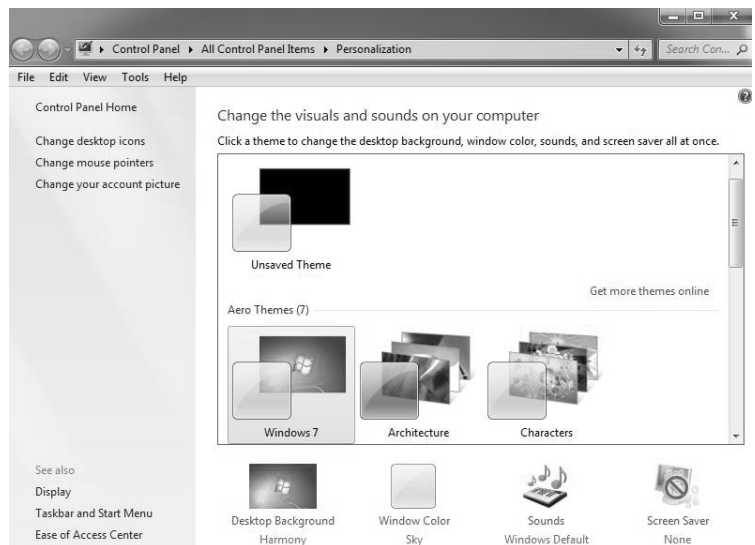 Control Panel ▸ All Control Panel Items ▸ Personalization
Search Con...
File Edit View Tools Help
Control Panel Home
Change desktop icons
Change mouse pointers
Change your account picture
Change the visuals and sounds on your computer
Click a theme to change the desktop background, window color, sounds, and screen saver all at once.
Unsaved Theme
Get more themes online
Aero Themes (7)
Windows 7 Architecture Characters
See also
Display
Taskbar and Start Menu
Ease of Access Center
Desktop Background Window Color Sounds Screen Saver
Harmony Sky Windows Default None